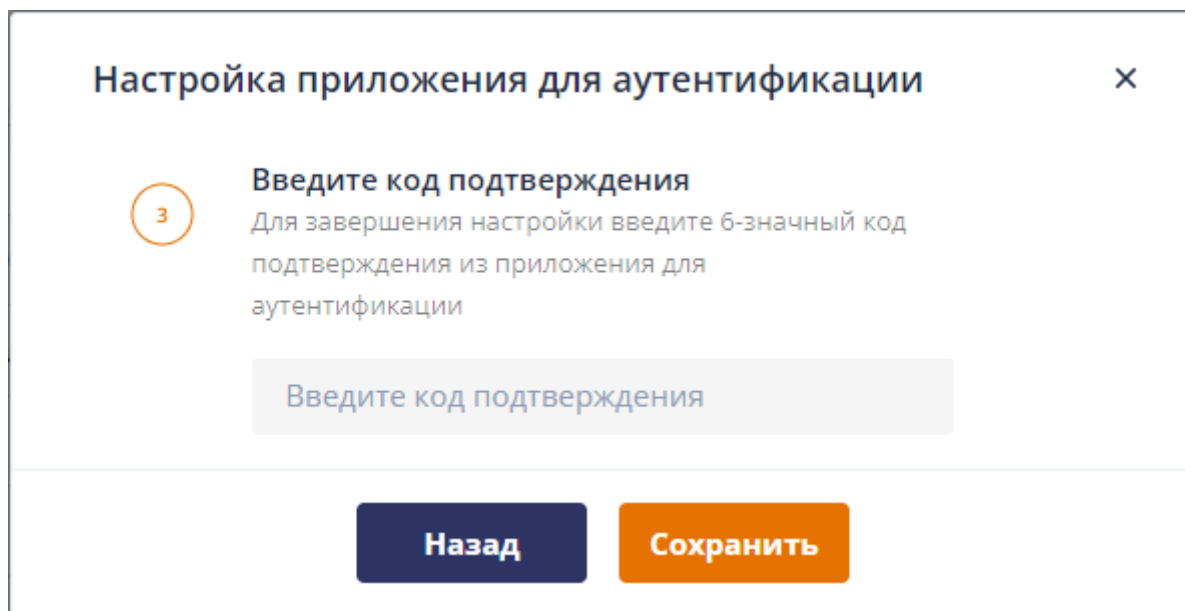 Настройка приложения для аутентификации
×
3
Введите код подтверждения
Для завершения настройки введите 6-значный код
подтверждения из приложения для
аутентификации
Введите код подтверждения
Назад
Сохранить